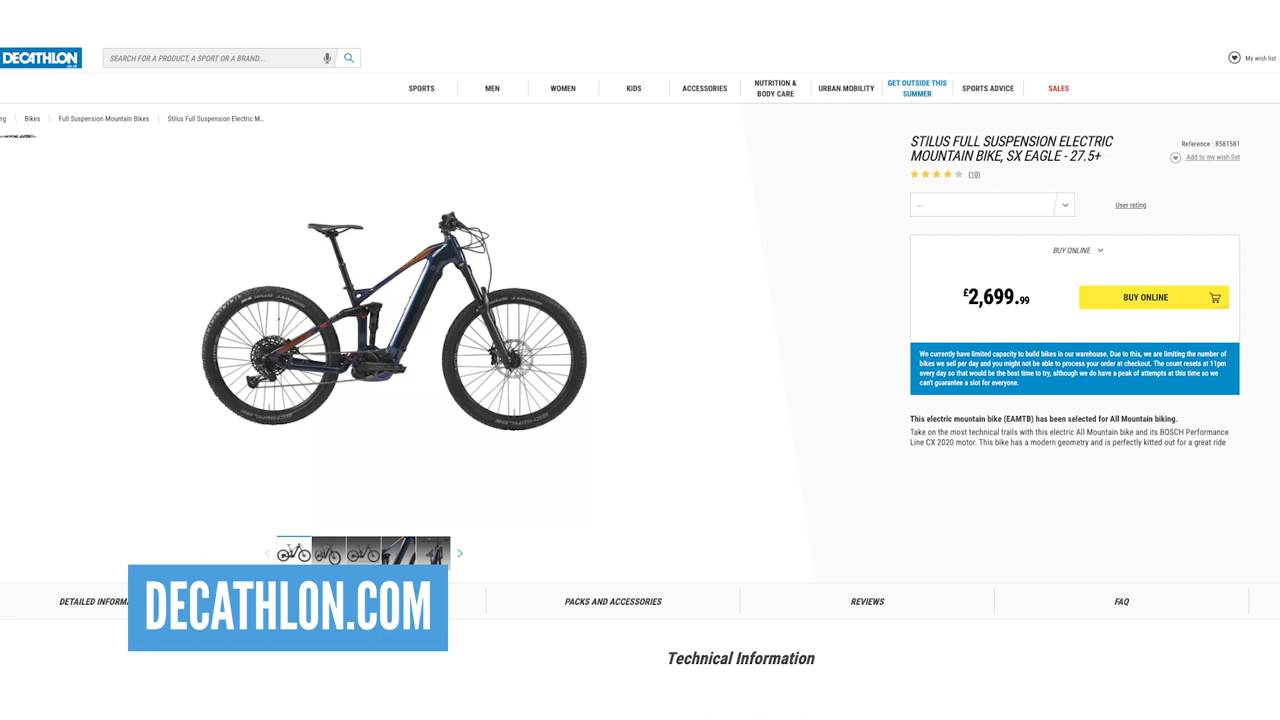 DECATHLON
SEARCH FOR A PRODUCT, A SPORT OR A BRAND...
My wish list
SPORTS
MEN
WOMEN
KIDS
ACCESSORIES
NUTRITION &
BODY CARE
URBAN MOBILITY
GET OUTSIDE THIS
SUMMER
SPORTS ADVICE
SALES
ng \ Bikes \ Full Suspension Mountain Bikes \ Stilus Full Suspension Electric M...
STILUS FULL SUSPENSION ELECTRIC
MOUNTAIN BIKE, SX EAGLE - 27.5+
Reference : 8581581
Add to my wish list
(10)
...
User rating
BUY ONLINE
£2,699.99
BUY ONLINE
We currently have limited capacity to build bikes in our warehouse. Due to this, we are limiting the number of
bikes we sell per day and you might not be able to process your order at checkout. The count resets at 11pm
every day so that would be the best time to try, although we do have a peak of attempts at this time so we
can't guarantee a slot for everyone.
This electric mountain bike (EAMTB) has been selected for All Mountain biking.
Take on the most technical trails with this electric All Mountain bike and its BOSCH Performance
Line CX 2020 motor. This bike has a modern geometry and is perfectly kitted out for a great ride
DETAILED INFORMA
PACKS AND ACCESSORIES
REVIEWS
FAQ
DECATHLON.COM
Technical Information